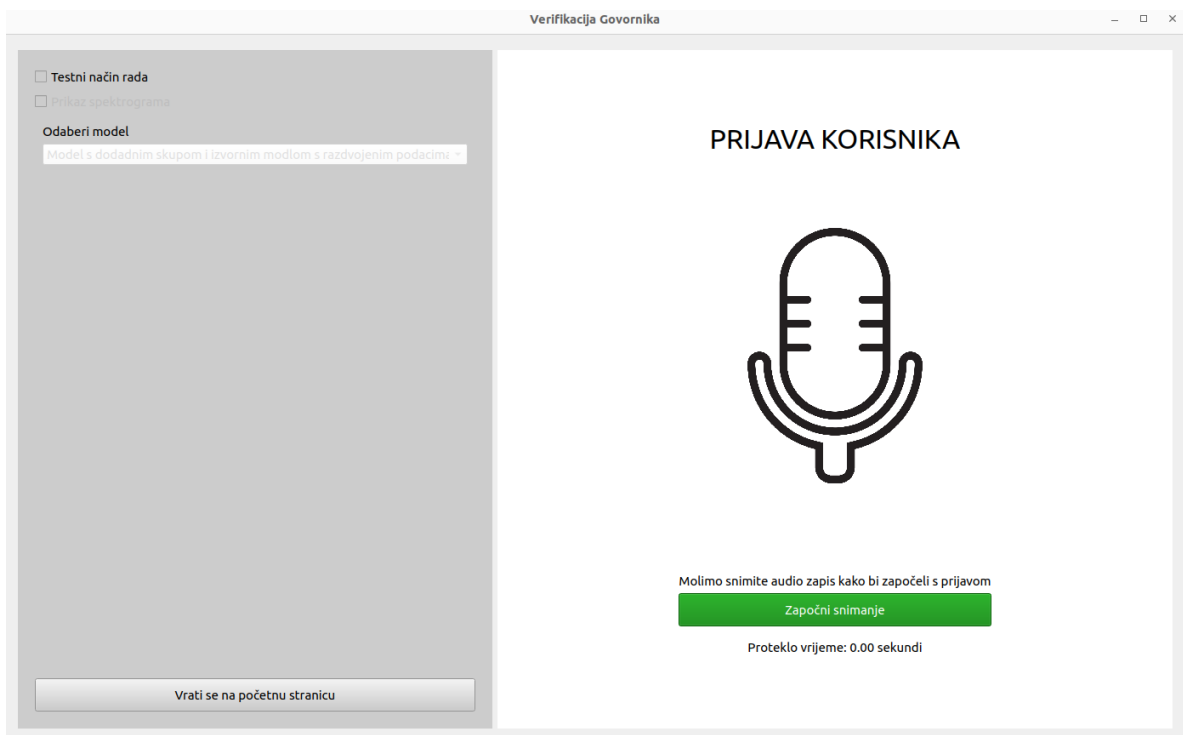 Verifikacija Govornika
Testni način rada
Prikaz spektrograma
Odaberi model
Model s dodadnim skupom i izvornim modlom s razdvojenim podacima
Vrati se na početnu stranicu
PRIJAVA KORISNIKA
Molimo snimite audio zapis kako bi započeli s prijavom
Započni snimanje
Proteklo vrijeme: 0.00 sekundi